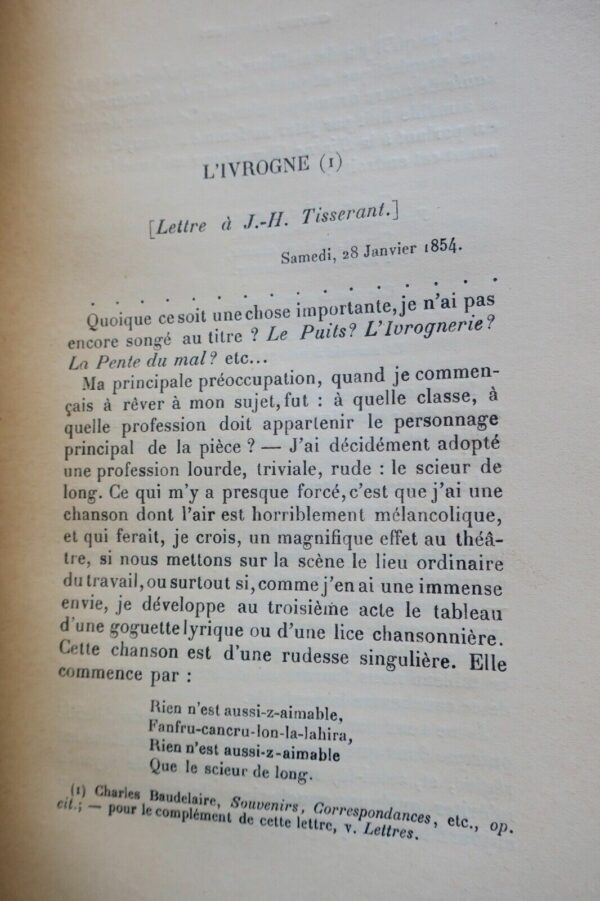 L'IVROGNE (1)
[Lettre à J.-H. Tisserant.]
Samedi, 28 Janvier 1854.
. . . . . . . . . . . . . . . . . .
Quoique ce soit une chose importante, je n'ai pas
encore songé au titre ? Le Puits? L'Ivrognerie?
La Pente du mal? etc...
Ma principale préoccupation, quand je commen-
çais à rêver à mon sujet, fut : à quelle classe, à
quelle profession doit appartenir le personnage
principal de la pièce ? — J'ai décidément adopté
une profession lourde, triviale, rude : le scieur de
long. Ce qui m'y a presque forcé, c'est que j'ai une
chanson dont l'air est horriblement mélancolique,
et qui ferait, je crois, un magnifique effet au théâ-
tre, si nous mettons sur la scène le lieu ordinaire
du travail, ou surtout si, comme j'en ai une immense
envie, je développe au troisième acte le tableau
d'une goguette lyrique ou d'une lice chansonnière.
Cette chanson est d'une rudesse singulière. Elle
commence par :
Rien n'est aussi-z-aimable,
Fanfru-cancru-lon-la-lahira,
Rien n'est aussi-z-aimable
Que le scieur de long.
(1) Charles Baudelaire, Souvenirs, Correspondances, etc., op.
cit.; — pour le complément de cette lettre, v. Lettres.